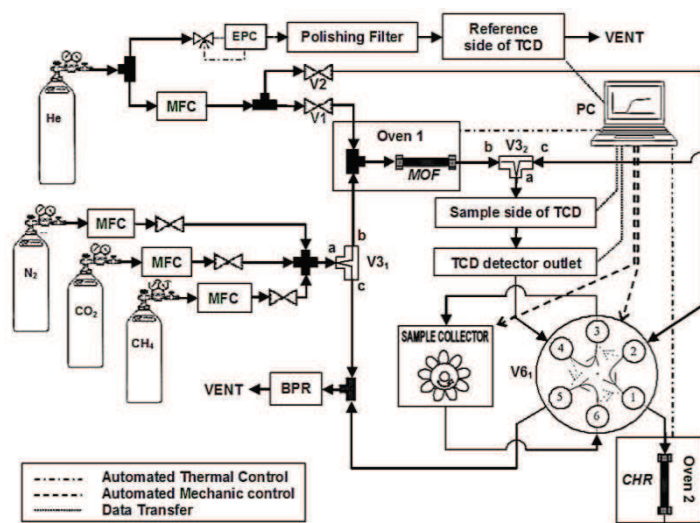 EPC
Polishing Filter
Reference
side of TCD
VENT
He
MFC
V2
V1
PC
Oven 1
MOF
b
V3₂
c
a
Sample side of TCD
TCD detector outlet
N₂
MFC
CO₂
MFC
CH₄
MFC
a
b
V3₁
c
SAMPLE COLLECTOR
V6₁
3
4
2
5
1
6
VENT
BPR
CHR
Oven 2
Automated Thermal Control
Automated Mechanic control
Data Transfer